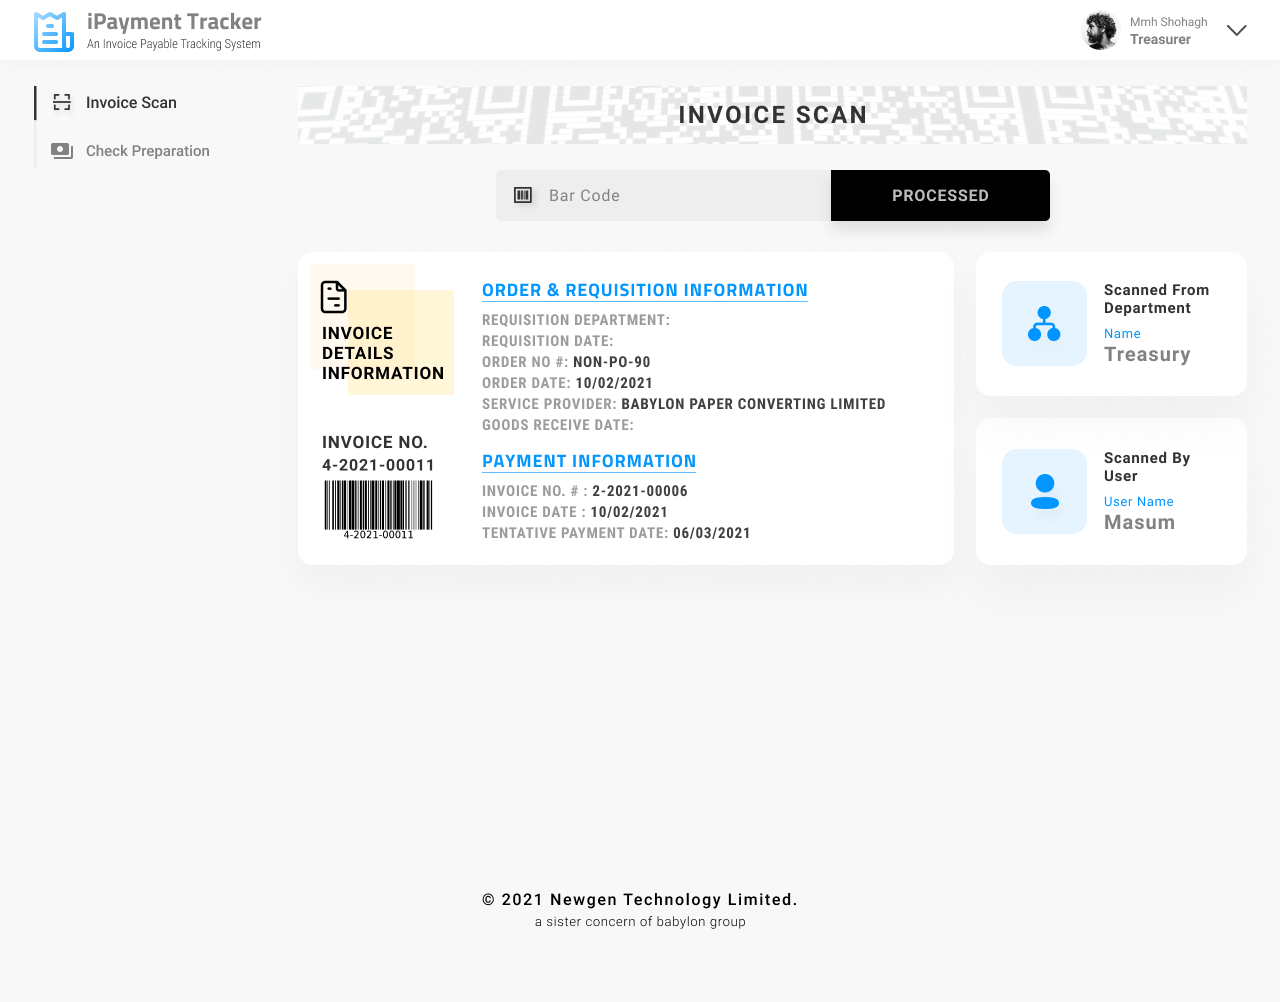 iPayment Tracker
An Invoice Payable Tracking System
Mmh Shohagh
Treasurer
Invoice Scan
Check Preparation
INVOICE SCAN
Bar Code
PROCESSED
INVOICE
DETAILS
INFORMATION
INVOICE NO.
4-2021-00011
4-2021-00011
ORDER & REQUISITION INFORMATION
REQUISITION DEPARTMENT:
REQUISITION DATE:
ORDER NO #: NON-PO-90
ORDER DATE: 10/02/2021
SERVICE PROVIDER: BABYLON PAPER CONVERTING LIMITED
GOODS RECEIVE DATE:
PAYMENT INFORMATION
INVOICE NO. # : 2-2021-00006
INVOICE DATE : 10/02/2021
TENTATIVE PAYMENT DATE: 06/03/2021
Scanned From
Department
Name
Treasury
Scanned By
User
User Name
Masum
© 2021 Newgen Technology Limited.
a sister concern of babylon group